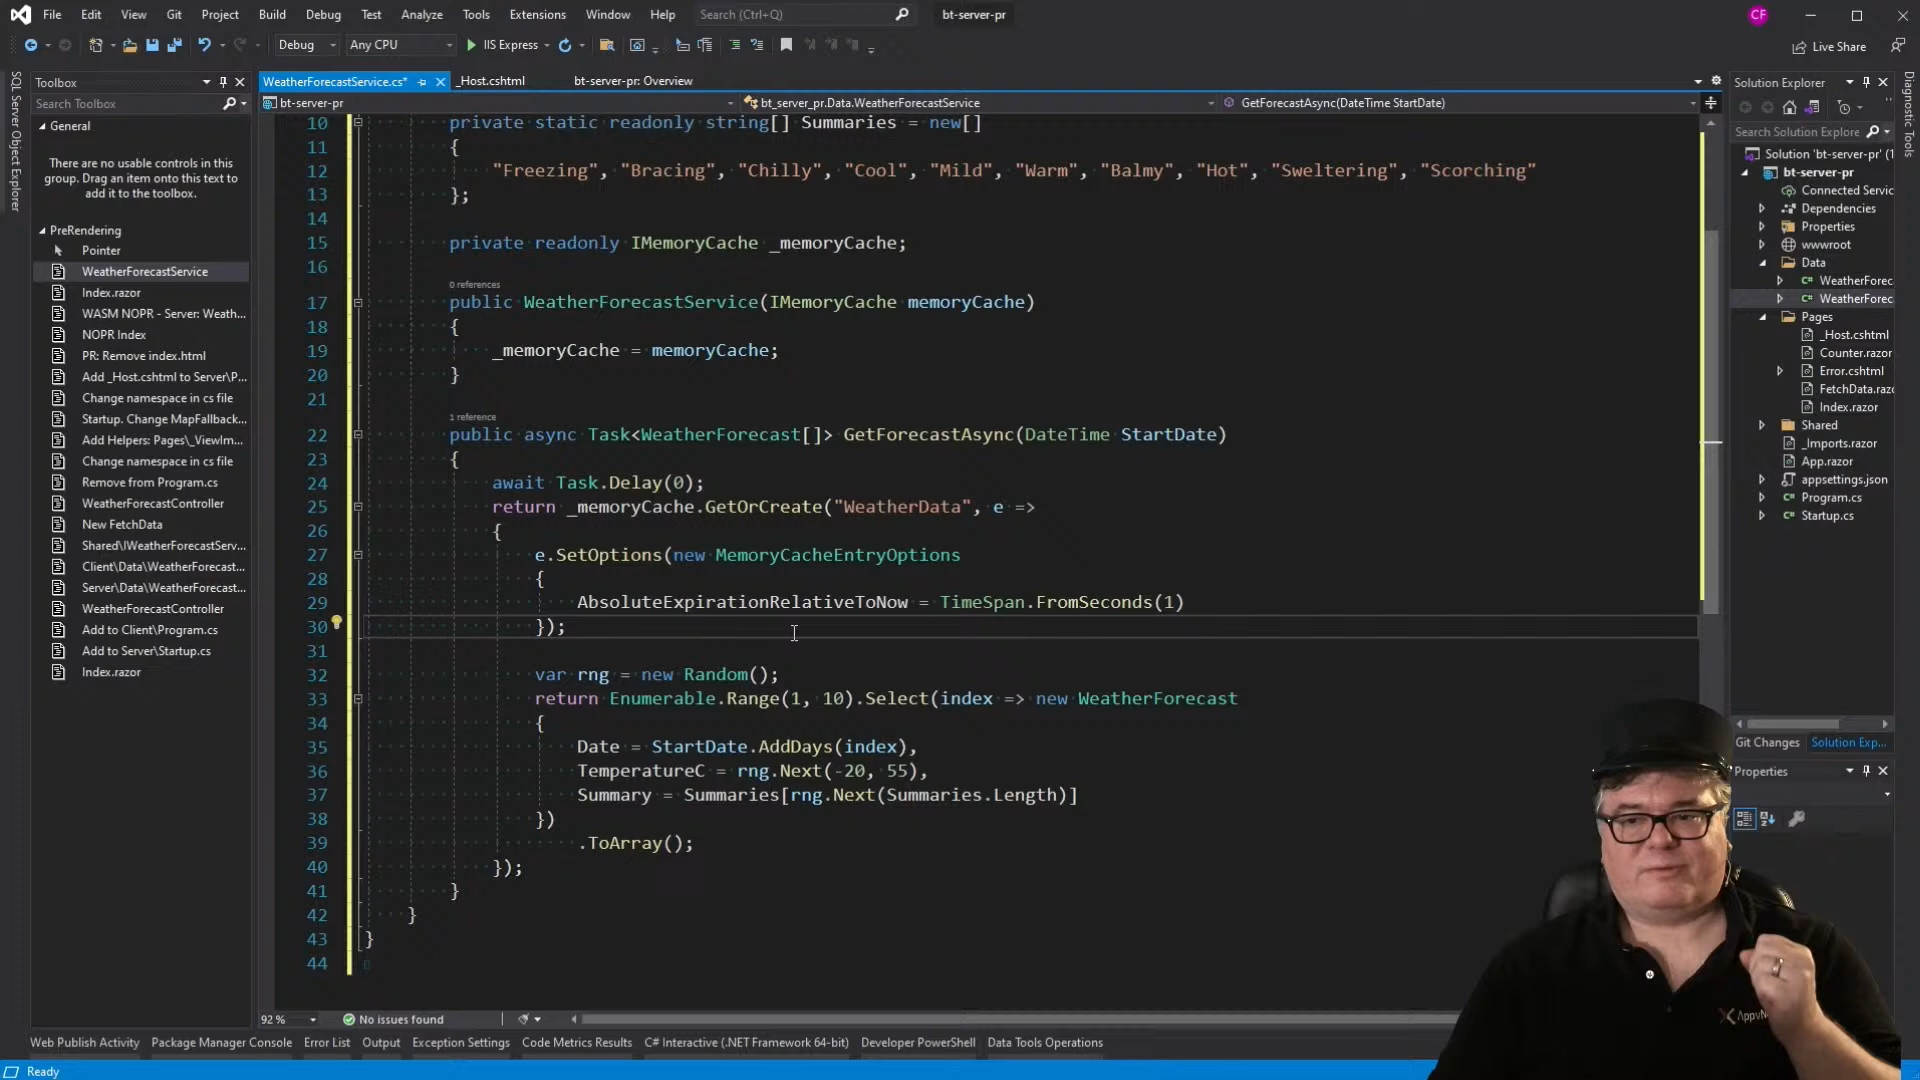 File Edit View Git Project Build Debug Test Analyze Tools Extensions Window Help Search (Ctrl+Q) bt-server-pr CF
Debug Any CPU IIS Express Live Share
SQL Server Object Explorer
Toolbox
Search Toolbox
General
There are no usable controls in this
group. Drag an item onto this text to
add it to the toolbox.
PreRendering
Pointer
WeatherForecastService
Index.razor
WASM NOPR - Server: Weath...
NOPR Index
PR: Remove index.html
Add _Host.cshtml to Server\P...
Change namespace in cs file
Startup. Change MapFallback...
Add Helpers: Pages\_ViewIm...
Change namespace in cs file
Remove from Program.cs
WeatherForecastController
New FetchData
Shared\IWeatherForecastServ...
Client\Data\WeatherForecast...
Server\Data\WeatherForecast...
WeatherForecastController
Add to Client\Program.cs
Add to Server\Startup.cs
Index.razor
WeatherForecastService.cs* _Host.cshtml bt-server-pr: Overview
bt-server-pr bt_server_pr.Data.WeatherForecastService GetForecastAsync(DateTime StartDate)
10 private static readonly string[] Summaries = new[]
11 {
12 "Freezing", "Bracing", "Chilly", "Cool", "Mild", "Warm", "Balmy", "Hot", "Sweltering", "Scorching"
13 };
14
15 private readonly IMemoryCache _memoryCache;
16
0 references
17 public WeatherForecastService(IMemoryCache memoryCache)
18 {
19 _memoryCache = memoryCache;
20 }
21
1 reference
22 public async Task<WeatherForecast[]> GetForecastAsync(DateTime StartDate)
23 {
24 await Task.Delay(0);
25 return _memoryCache.GetOrCreate("WeatherData", e =>
26 {
27 e.SetOptions(new MemoryCacheEntryOptions
28 {
29 AbsoluteExpirationRelativeToNow = TimeSpan.FromSeconds(1)
30 });
31
32 var rng = new Random();
33 return Enumerable.Range(1, 10).Select(index => new WeatherForecast
34 {
35 Date = StartDate.AddDays(index),
36 TemperatureC = rng.Next(-20, 55),
37 Summary = Summaries[rng.Next(Summaries.Length)]
38 })
39 .ToArray();
40 });
41 }
42 }
43 }
44
92 % No issues found
Solution Explorer
Search Solution Explore
Solution 'bt-server-pr' (1
bt-server-pr
Connected Servic
Dependencies
Properties
wwwroot
Data
WeatherForec
WeatherForec
Pages
_Host.cshtml
Counter.razor
Error.cshtml
FetchData.razo
Index.razor
Shared
_Imports.razor
App.razor
appsettings.json
Program.cs
Startup.cs
Git Changes Solution Exp...
Properties
Diagnostic Tools
Web Publish Activity Package Manager Console Error List Output Exception Settings Code Metrics Result C# Interactive (.NET Framework 64-bit) Developer PowerShell Data Tools Operations
Ready